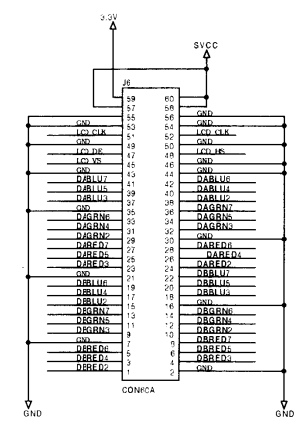 3.3V
SVCC
J6
59 60
57 58
55 56 GND
GND 53 54 GND
LCD CLK 51 52 LCD CLK
GND 49 50 GND
LCD DE 47 48 LCD HS
LCD VS 45 46 GND
GND 43 44 GND
DABLU7 41 42 DABLU6
DABLU5 39 40 DABLU4
DABLU3 37 38 DABLU2
GND 35 36 DAGRN7
DAGRN6 33 34 DAGRN5
DAGRN4 31 32 DAGRN3
DAGRN2 29 30 GND
DARED7 27 28 DARED6
DARED5 25 26 DARED4
DARED3 23 24 DARED2
GND 21 22 DBBLU7
DBBLU6 19 20 DBBLU5
DBBLU4 17 18 DBBLU3
DBBLU2 15 16 GND
DBGRN7 13 14 DBGRN6
DBGRN5 11 12 DBGRN4
DBGRN3 9 10 DBGRN2
GND 7 8 DBRED7
DBRED6 5 6 DBRED5
DBRED4 3 4 DBRED3
DBRED2 1 2 GND
CON60A
GND GND